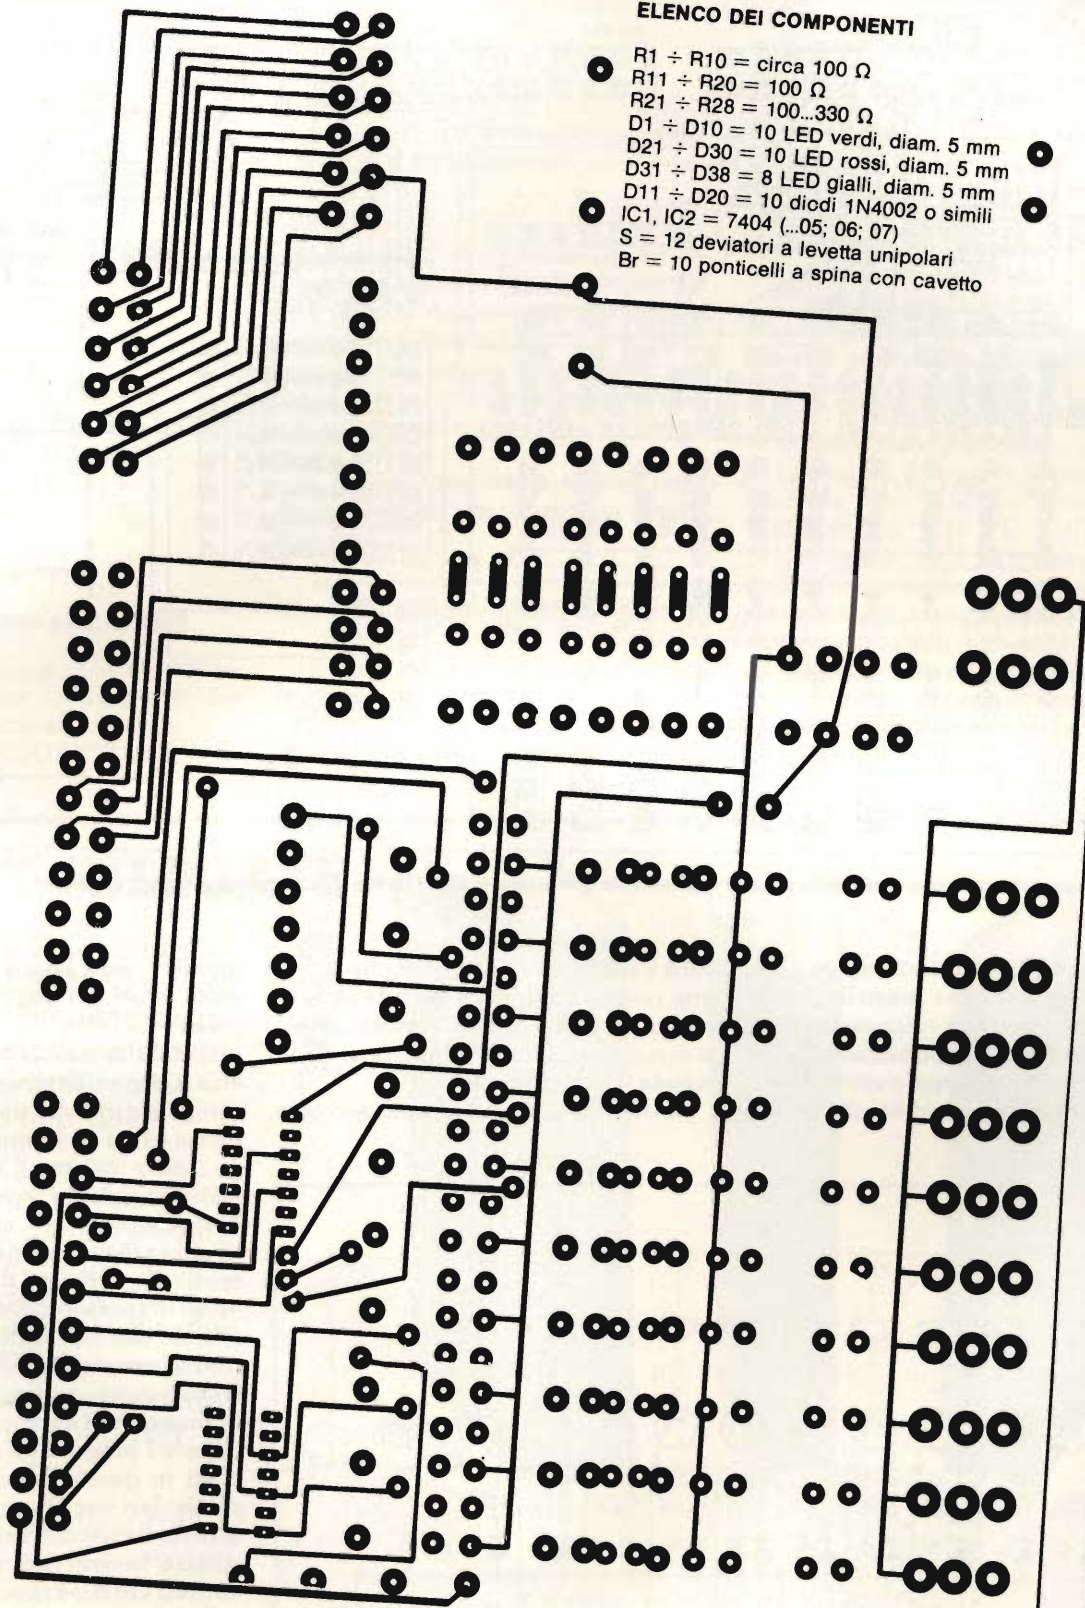 ELENCO DEI COMPONENTI
R1 ÷ R10 = circa 100 Ω
R11 ÷ R20 = 100 Ω
R21 ÷ R28 = 100...330 Ω
D1 ÷ D10 = 10 LED verdi, diam. 5 mm
D21 ÷ D30 = 10 LED rossi, diam. 5 mm
D31 ÷ D38 = 8 LED gialli, diam. 5 mm
D11 ÷ D20 = 10 dicdi 1N4002 o simili
IC1, IC2 = 7404 (...05; 06; 07)
S = 12 deviatori a levetta unipolari
Br = 10 ponticelli a spina con cavetto